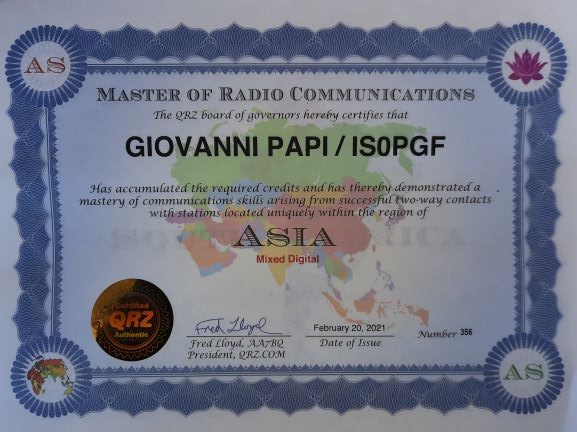 AS
MASTER OF RADIO COMMUNICATIONS
The QRZ board of governors hereby certifies that
GIOVANNI PAPI / IS0PGF
Has accumulated the required credits and has thereby demonstrated a
mastery of communications skills arising from successful two-way contacts
with stations located uniquely within the region of
ASIA
Mixed Digital
Certified
QRZ
Authentic
Fred Lloyd
Fred Lloyd, AA7BQ
President, QRZ.COM
February 20, 2021
Date of Issue
Number 356
AS